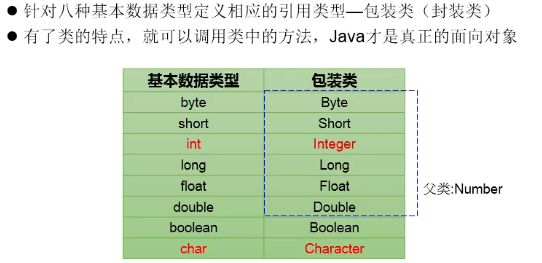 ● 针对八种基本数据类型定义相应的引用类型—包装类（封装类）
● 有了类的特点，就可以调用类中的方法，Java才是真正的面向对象
基本数据类型 包装类
byte Byte
short Short
int Integer
long Long
float Float
double Double
父类:Number
boolean Boolean
char Character